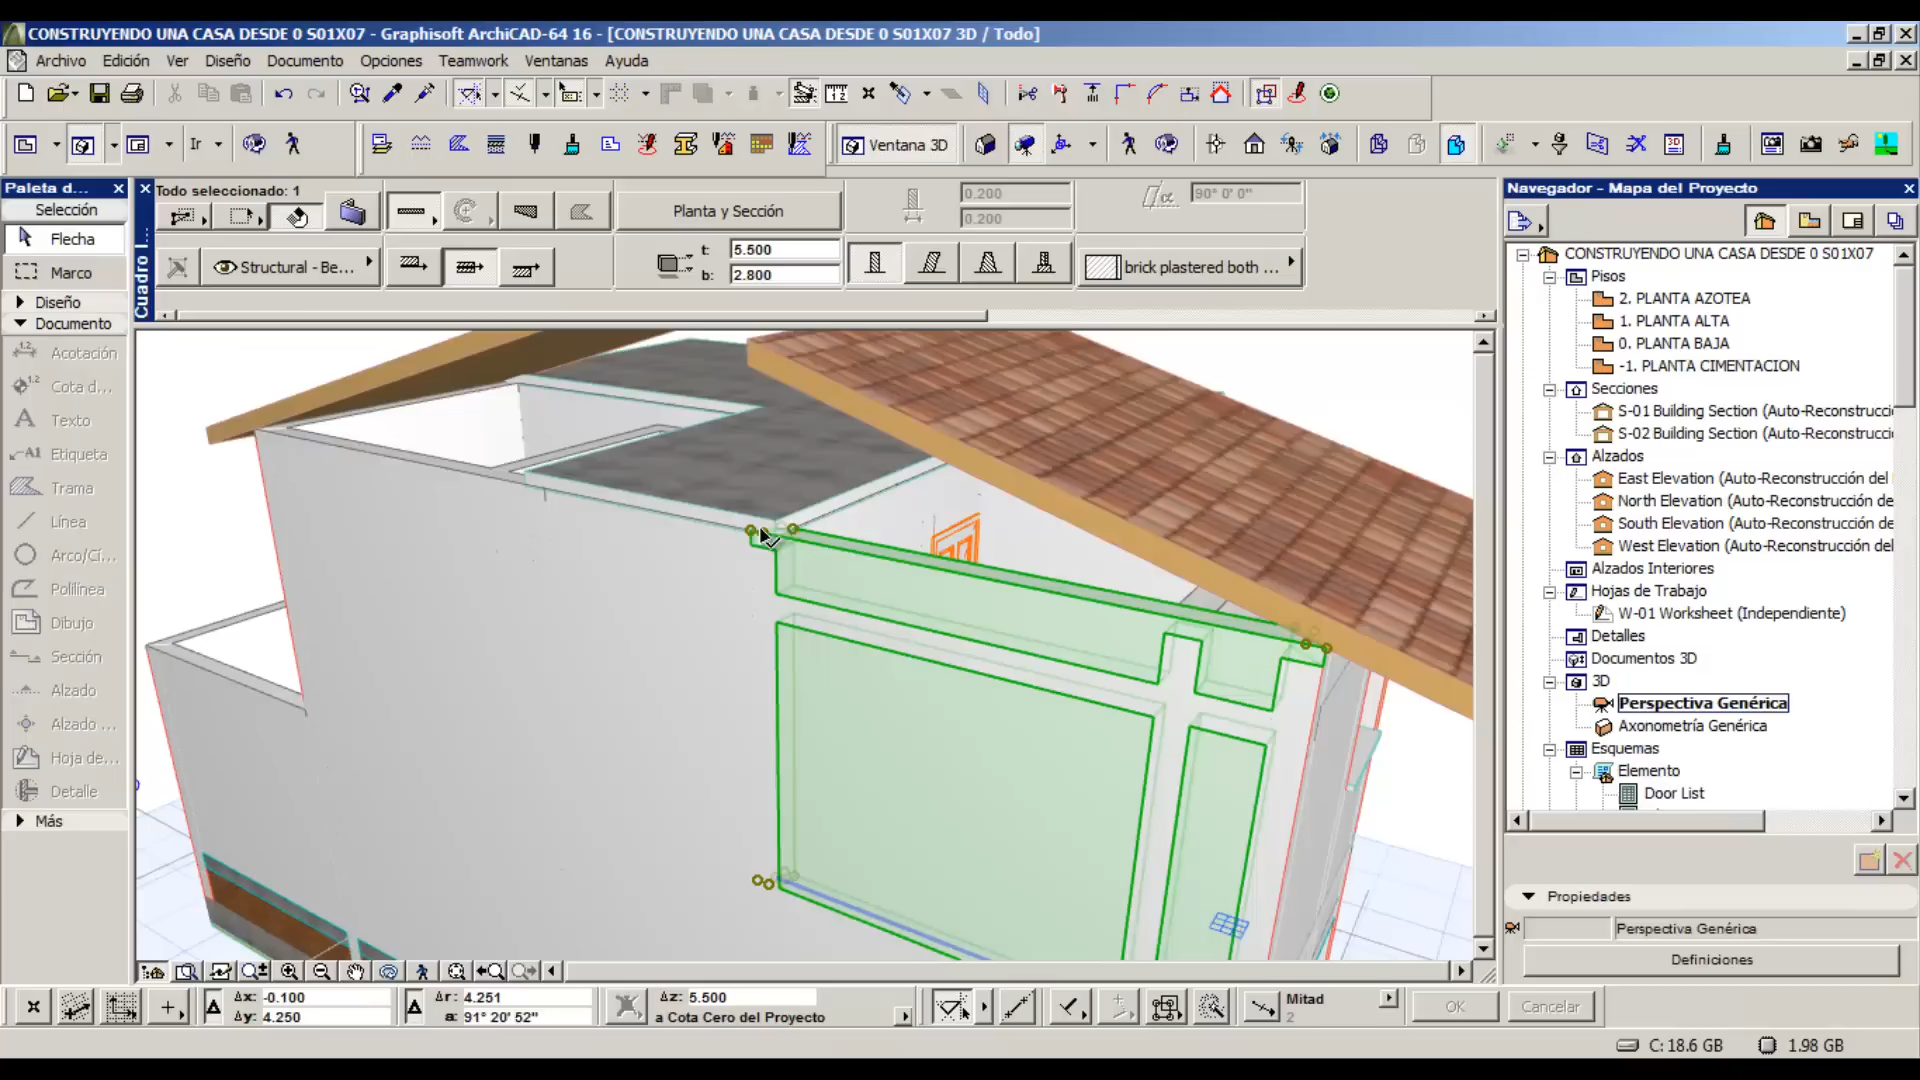 CONSTRUYENDO UNA CASA DESDE 0 S01X07 - Graphisoft ArchiCAD-64 16 - [CONSTRUYENDO UNA CASA DESDE 0 S01X07 3D / Todo]
Archivo Edición Ver Diseño Documento Opciones Teamwork Ventanas Ayuda
Ir Ventana 3D
Paleta d...
Selección
Flecha
Marco
Diseño
Documento
Acotación
Cota d...
Texto
Etiqueta
Trama
Línea
Arco/Cí...
Polilínea
Dibujo
Sección
Alzado
Alzado ...
Hoja de...
Detalle
Más
Cuadro I...
Todo seleccionado: 1
Planta y Sección
0.200
0.200
90° 0' 0"
Structural - Be...
t: 5.500
b: 2.800
brick plastered both ...
Navegador - Mapa del Proyecto
CONSTRUYENDO UNA CASA DESDE 0 S01X07
Pisos
2. PLANTA AZOTEA
1. PLANTA ALTA
0. PLANTA BAJA
-1. PLANTA CIMENTACION
Secciones
S-01 Building Section (Auto-Reconstrucci
S-02 Building Section (Auto-Reconstrucci
Alzados
East Elevation (Auto-Reconstrucción del
North Elevation (Auto-Reconstrucción de
South Elevation (Auto-Reconstrucción de
West Elevation (Auto-Reconstrucción del
Alzados Interiores
Hojas de Trabajo
W-01 Worksheet (Independiente)
Detalles
Documentos 3D
3D
Perspectiva Genérica
Axonometría Genérica
Esquemas
Elemento
Door List
Propiedades
Perspectiva Genérica
Definiciones
Δx: -0.100
Δy: 4.250
Δr: 4.251
a: 91° 20' 52"
Δz: 5.500
a Cota Cero del Proyecto
Mitad
2
OK
Cancelar
C: 18.6 GB
1.98 GB